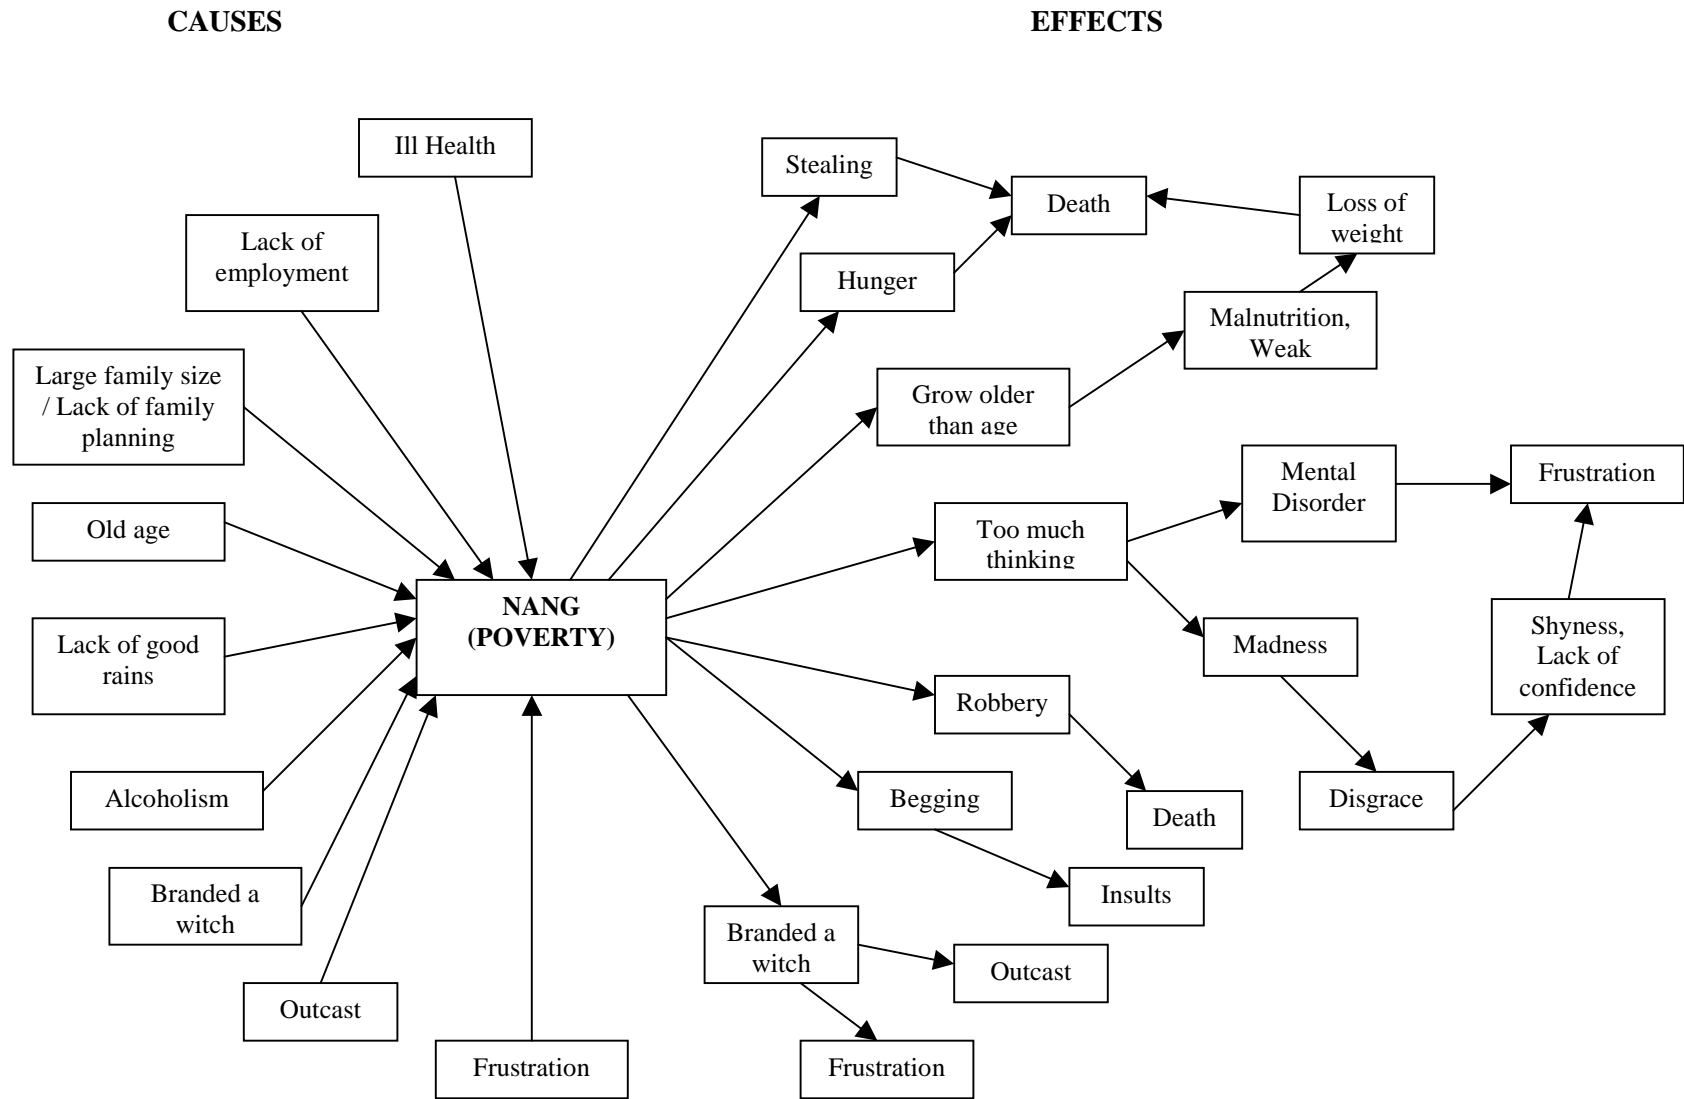 CAUSES
EFFECTS
Ill Health
Stealing
Death
Loss of
weight
Lack of
employment
Hunger
Malnutrition,
Weak
Large family size
/ Lack of family
planning
Grow older
than age
Mental
Disorder
Frustration
Old age
Too much
thinking
NANG
(POVERTY)
Lack of good
rains
Madness
Shyness,
Lack of
confidence
Robbery
Alcoholism
Begging
Death
Disgrace
Branded a
witch
Insults
Branded a
witch
Outcast
Outcast
Frustration
Frustration